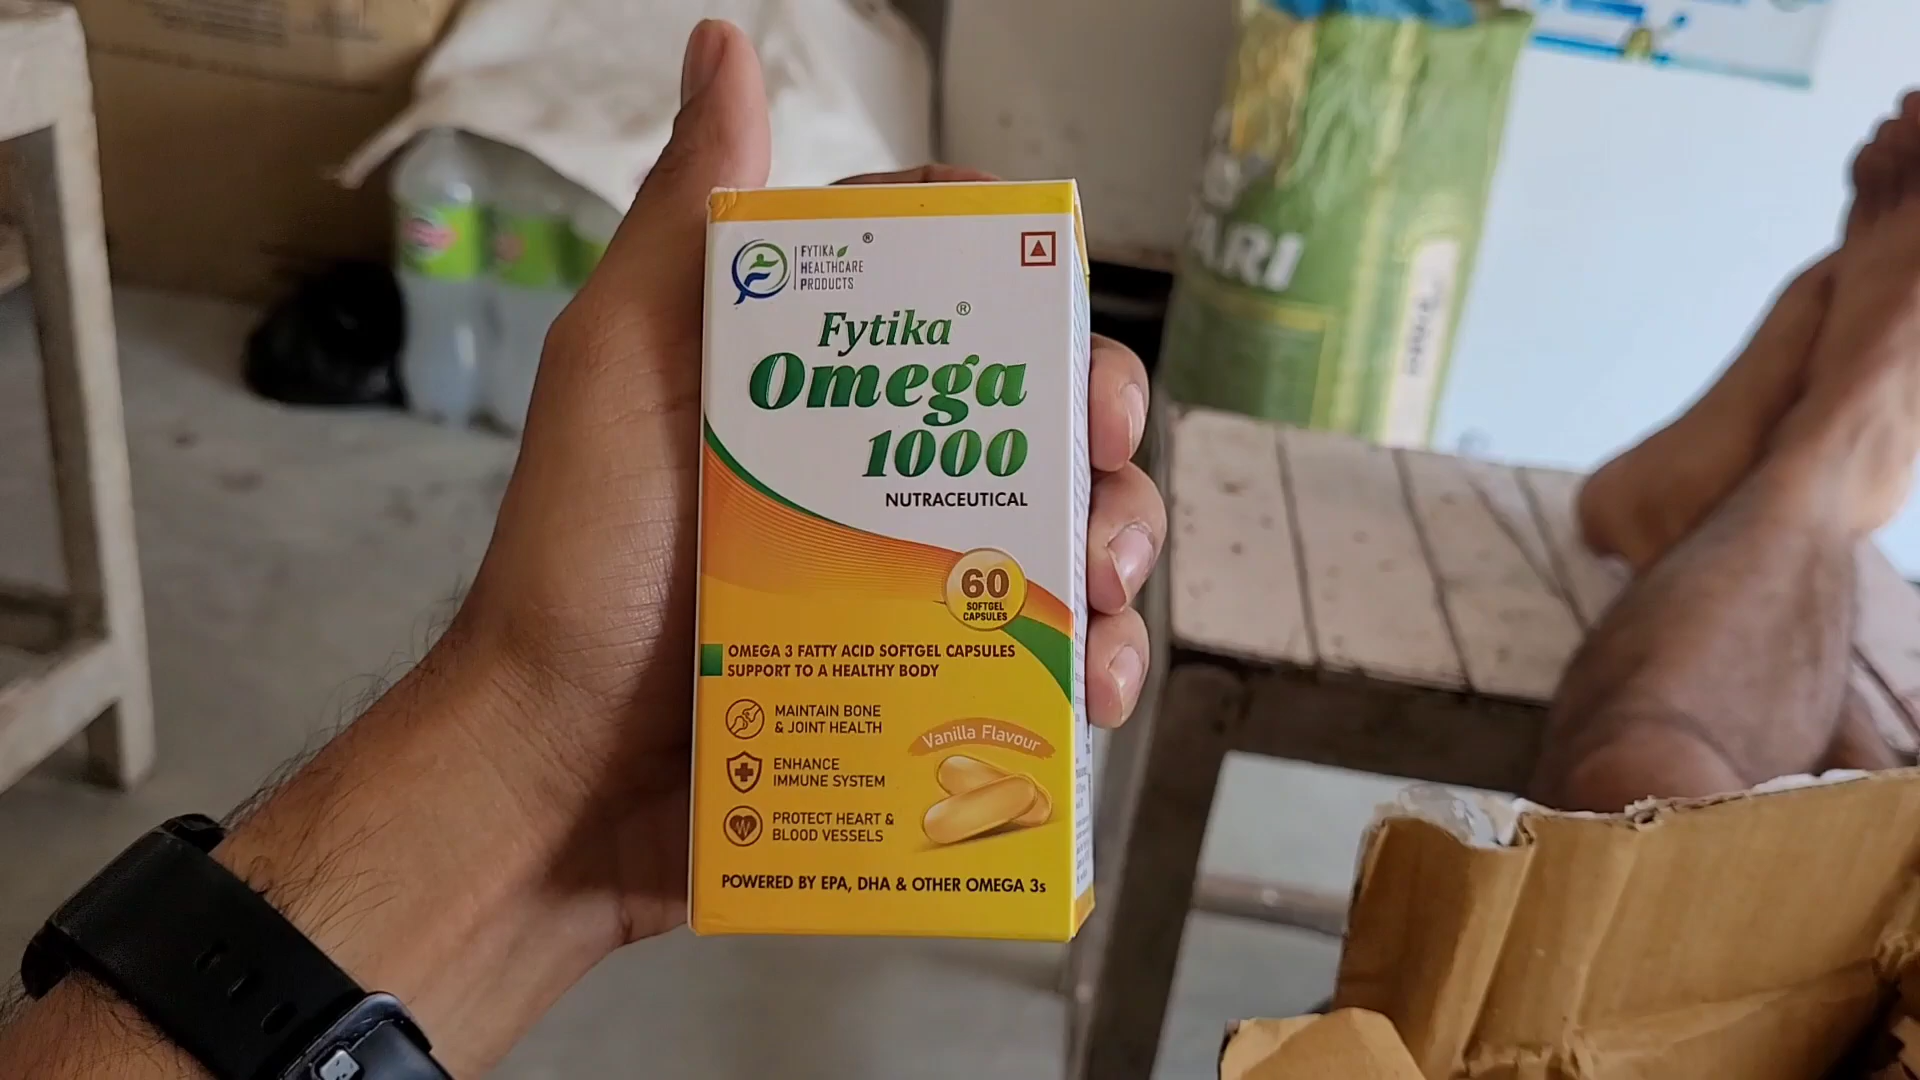 FYTIKA
HEALTHCARE
PRODUCTS
®
Fytika®
Omega
1000
NUTRACEUTICAL
60
SOFTGEL
CAPSULES
OMEGA 3 FATTY ACID SOFTGEL CAPSULES
SUPPORT TO A HEALTHY BODY
MAINTAIN BONE
& JOINT HEALTH
ENHANCE
IMMUNE SYSTEM
PROTECT HEART &
BLOOD VESSELS
Vanilla Flavour
POWERED BY EPA, DHA & OTHER OMEGA 3s
ARI